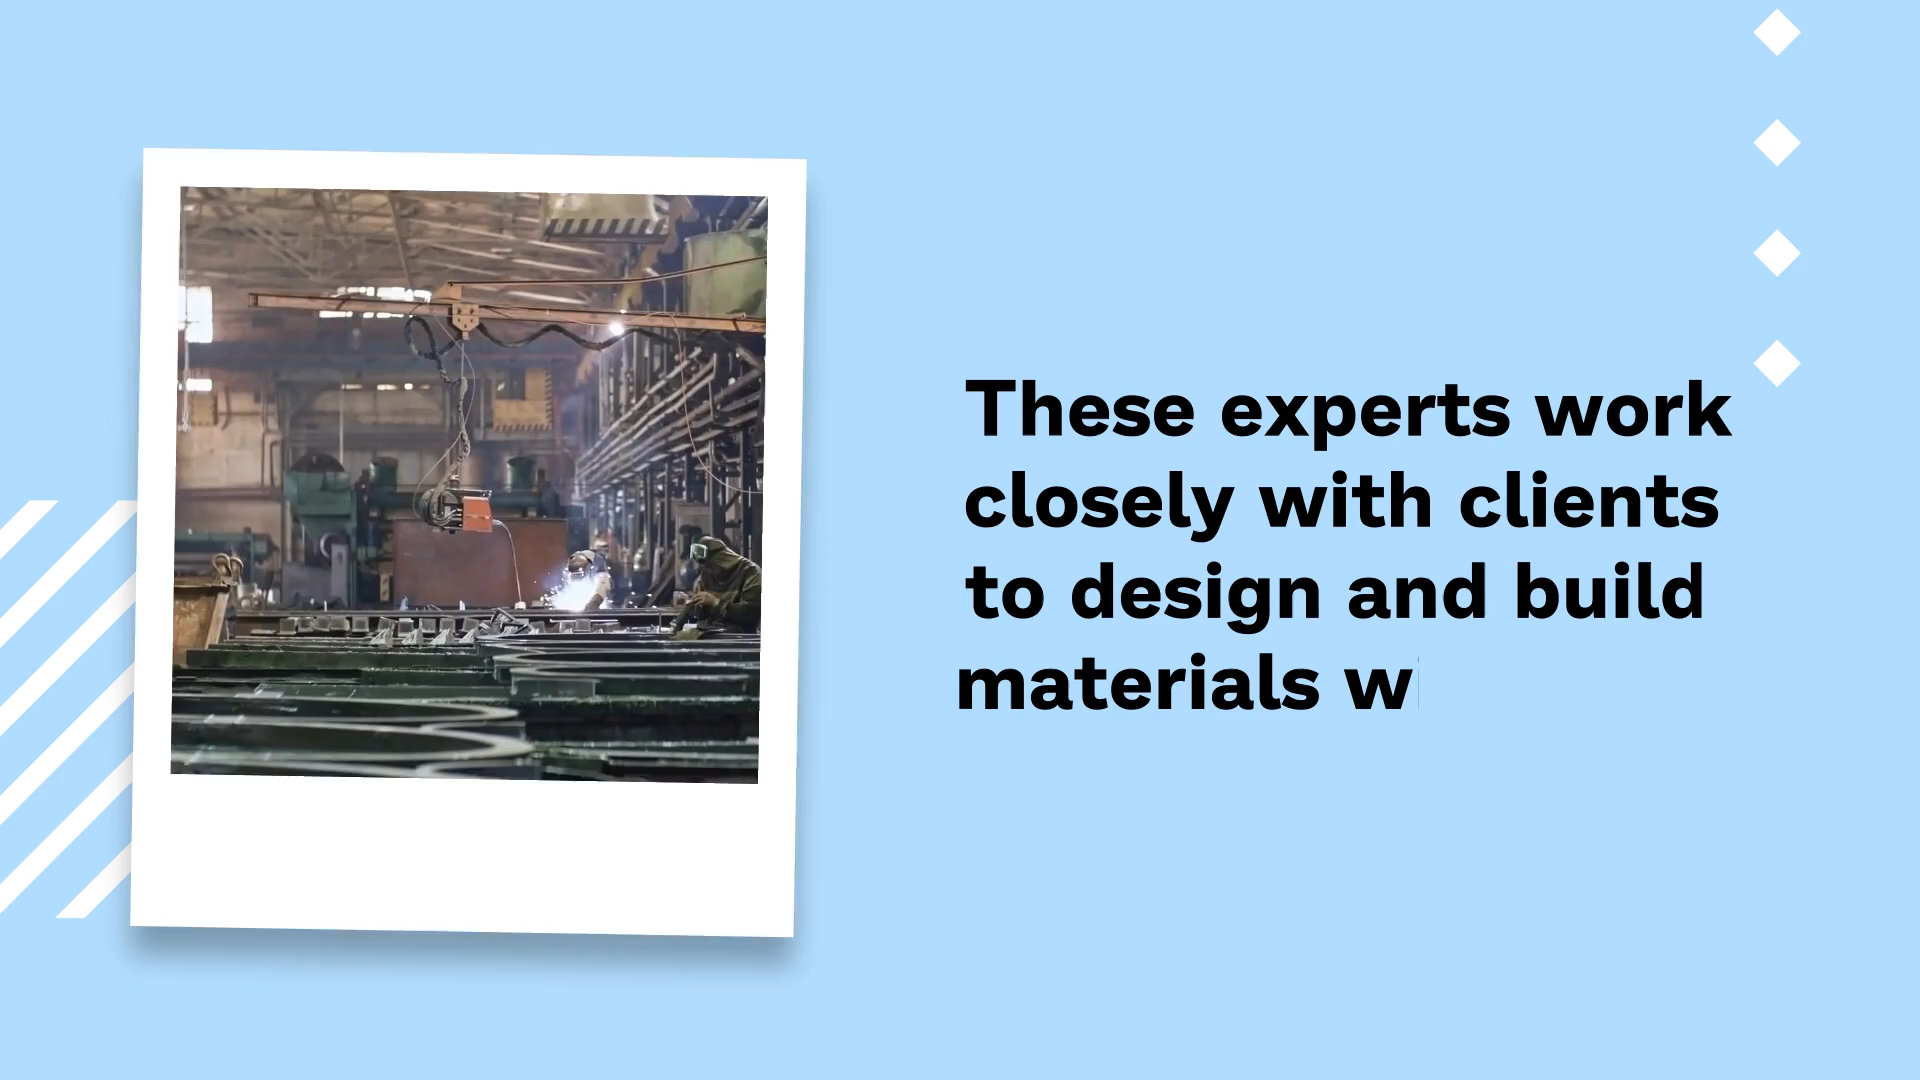 These experts work
closely with clients
to design and build
materials w